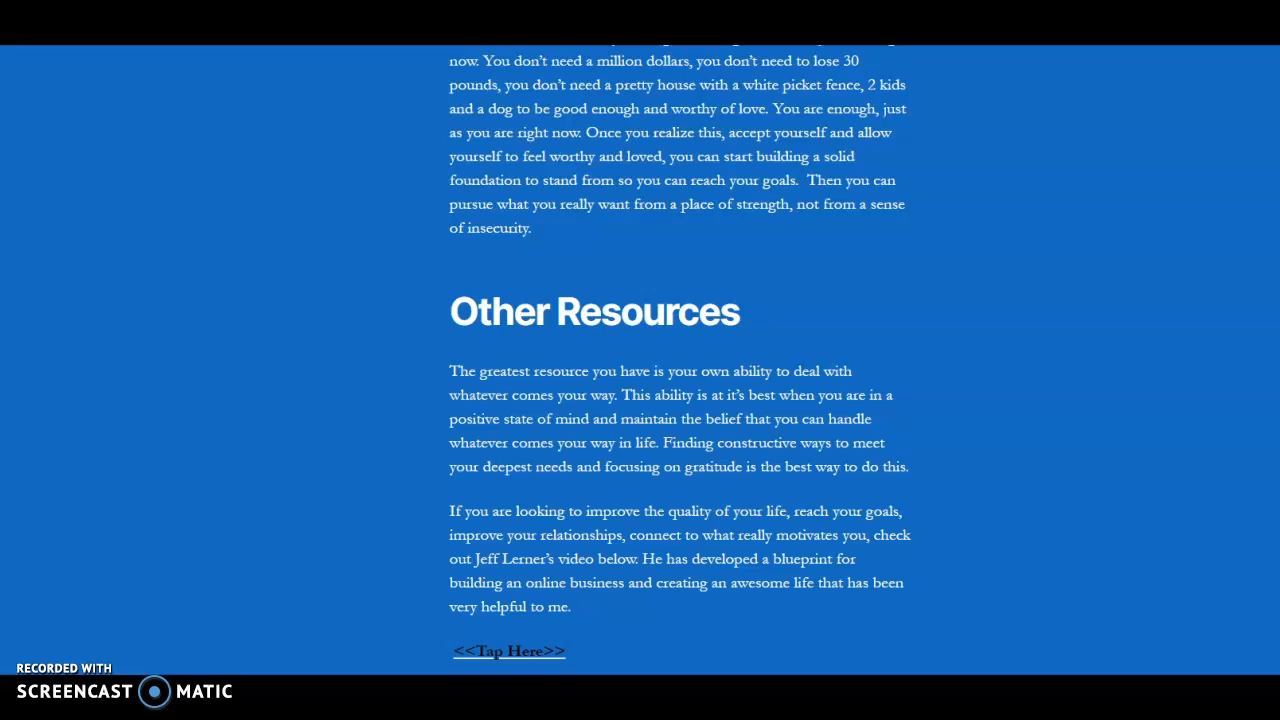 now. You don't need a million dollars, you don't need to lose 30
pounds, you don't need a pretty house with a white picket fence, 2 kids
and a dog to be good enough and worthy of love. You are enough, just
as you are right now. Once you realize this, accept yourself and allow
yourself to feel worthy and loved, you can start building a solid
foundation to stand from so you can reach your goals.  Then you can
pursue what you really want from a place of strength, not from a sense
of insecurity.
Other Resources
The greatest resource you have is your own ability to deal with
whatever comes your way. This ability is at it's best when you are in a
positive state of mind and maintain the belief that you can handle
whatever comes your way in life. Finding constructive ways to meet
your deepest needs and focusing on gratitude is the best way to do this.
If you are looking to improve the quality of your life, reach your goals,
improve your relationships, connect to what really motivates you, check
out Jeff Lerner's video below. He has developed a blueprint for
building an online business and creating an awesome life that has been
very helpful to me.
<<Tap Here>>
RECORDED WITH
SCREENCAST MATIC